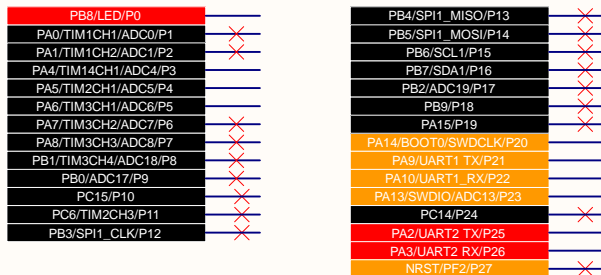 PB8/LED/P0
PA0/TIM1CH1/ADC0/P1
PA1/TIM1CH2/ADC1/P2
PA4/TIM14CH1/ADC4/P3
PA5/TIM2CH1/ADC5/P4
PA6/TIM3CH1/ADC6/P5
PA7/TIM3CH2/ADC7/P6
PA8/TIM3CH3/ADC8/P7
PB1/TIM3CH4/ADC18/P8
PB0/ADC17/P9
PC15/P10
PC6/TIM2CH3/P11
PB3/SPI1_CLK/P12
PB4/SPI1_MISO/P13
PB5/SPI1_MOSI/P14
PB6/SCL1/P15
PB7/SDA1/P16
PB2/ADC19/P17
PB9/P18
PA15/P19
PA14/BOOT0/SWDCLK/P20
PA9/UART1 TX/P21
PA10/UART1_RX/P22
PA13/SWDIO/ADC13/P23
PC14/P24
PA2/UART2 TX/P25
PA3/UART2 RX/P26
NRST/PF2/P27